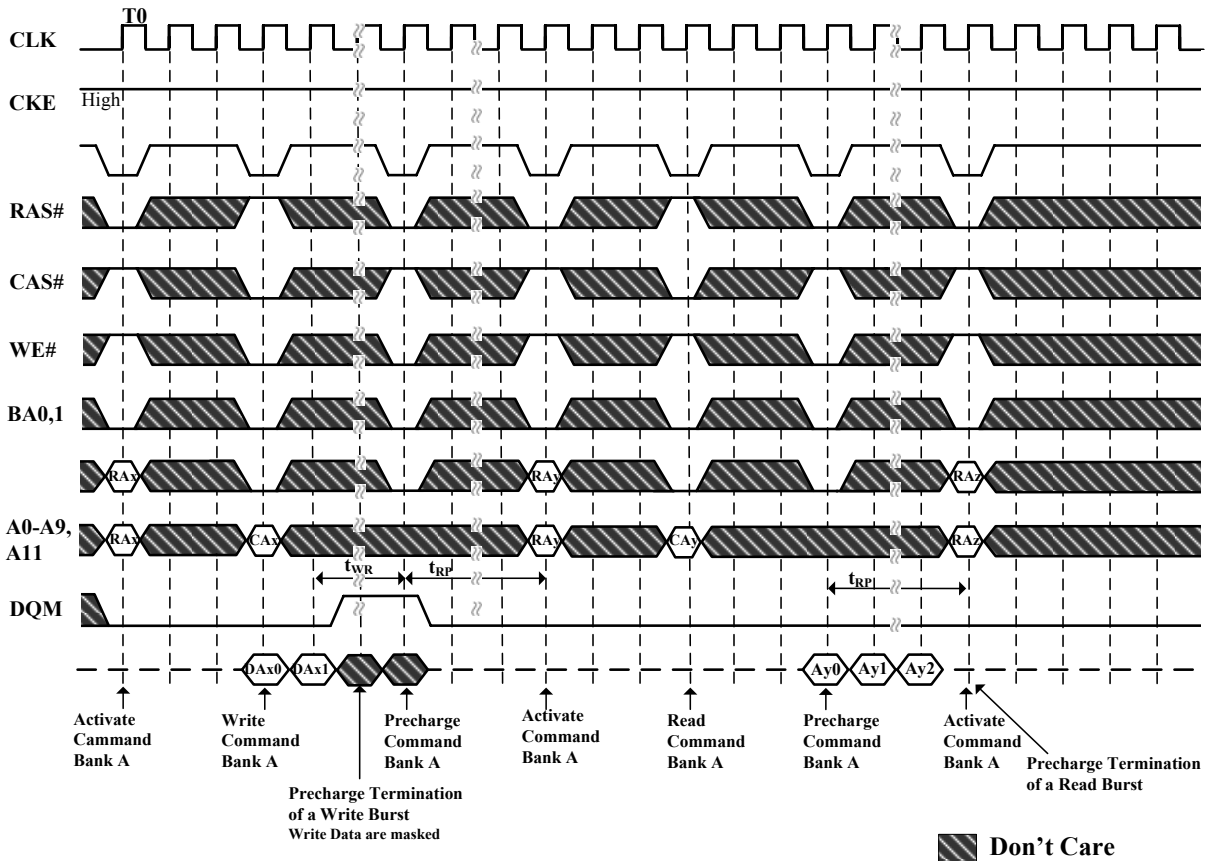 T0
CLK
CKE
High
RAS#
CAS#
WE#
BA0,1
RAx
RAy
RAz
A0-A9,
A11
RAx
CAx
RAy
CAy
RAz
tWR
tRP
tRP
DQM
DAx0
DAx1
Ay0
Ay1
Ay2
Activate
Cammand
Bank A
Write
Command
Bank A
Precharge
Command
Bank A
Activate
Command
Bank A
Read
Command
Bank A
Precharge
Command
Bank A
Activate
Command
Bank A
Precharge Termination
of a Write Burst
Write Data are masked
Precharge Termination
of a Read Burst
Don't Care